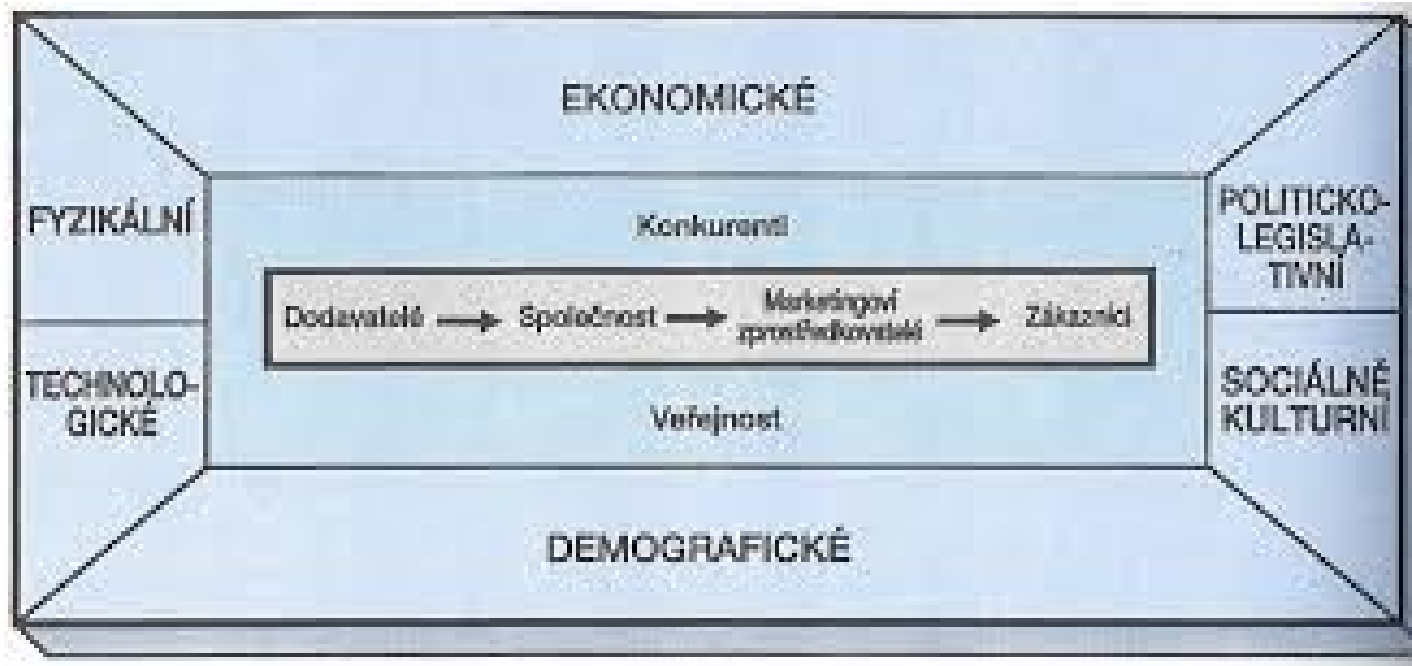 EKONOMICKÉ
FYZIKÁLNÍ
POLITICKO-
LEGISLA-
TIVNÍ
Konkurenti
Dodavatelé
Společnost
Marketingoví
zprostředkovatelé
Zákazníci
TECHNOLO-
GICKÉ
SOCIÁLNĚ
KULTURNÍ
Veřejnost
DEMOGRAFICKÉ